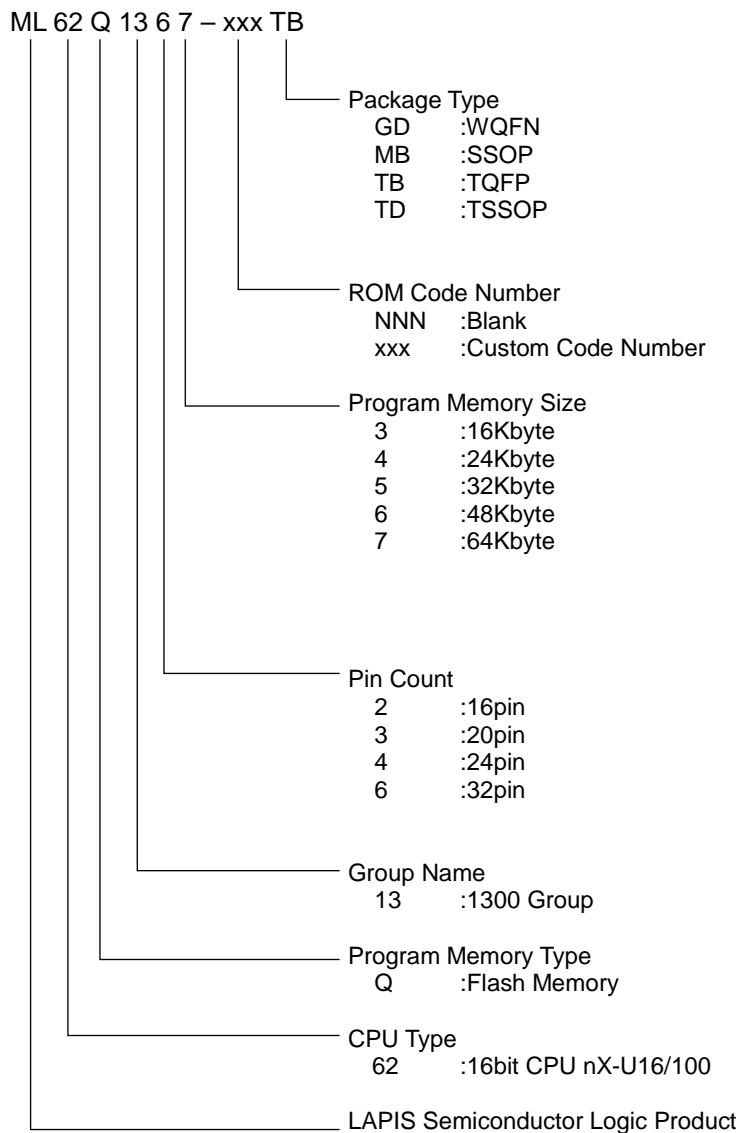 ML 62 Q 13 6 7 – xxx TB
Package Type
GD :WQFN
MB :SSOP
TB :TQFP
TD :TSSOP
ROM Code Number
NNN :Blank
xxx :Custom Code Number
Program Memory Size
3 :16Kbyte
4 :24Kbyte
5 :32Kbyte
6 :48Kbyte
7 :64Kbyte
Pin Count
2 :16pin
3 :20pin
4 :24pin
6 :32pin
Group Name
13 :1300 Group
Program Memory Type
Q :Flash Memory
CPU Type
62 :16bit CPU nX-U16/100
LAPIS Semiconductor Logic Product